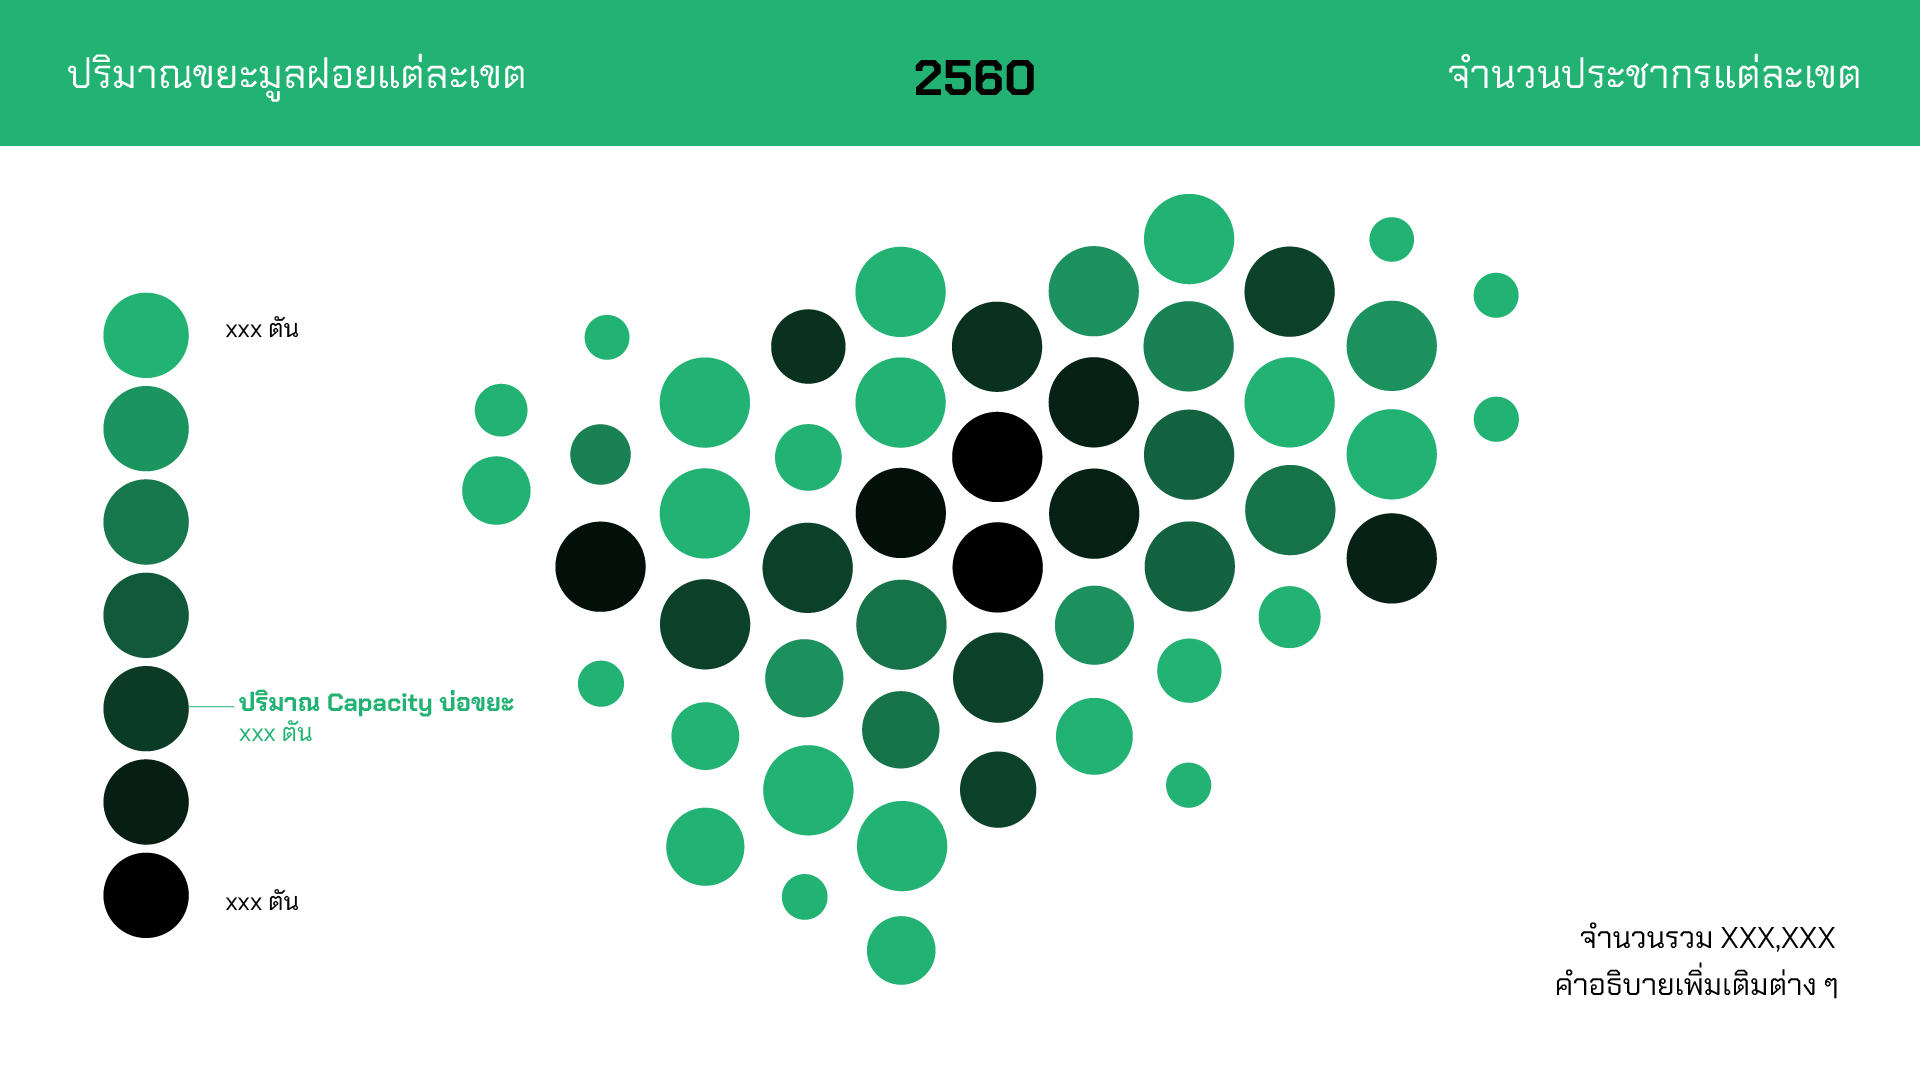 ปริมาณขยะมูลฝอยแต่ละเขต
2560
จำนวนประชากรแต่ละเขต
xxx ตัน
ปริมาณ Capacity บ่อขยะ
xxx ตัน
xxx ตัน
จำนวนรวม XXX,XXX
คำอธิบายเพิ่มเติมต่าง ๆ